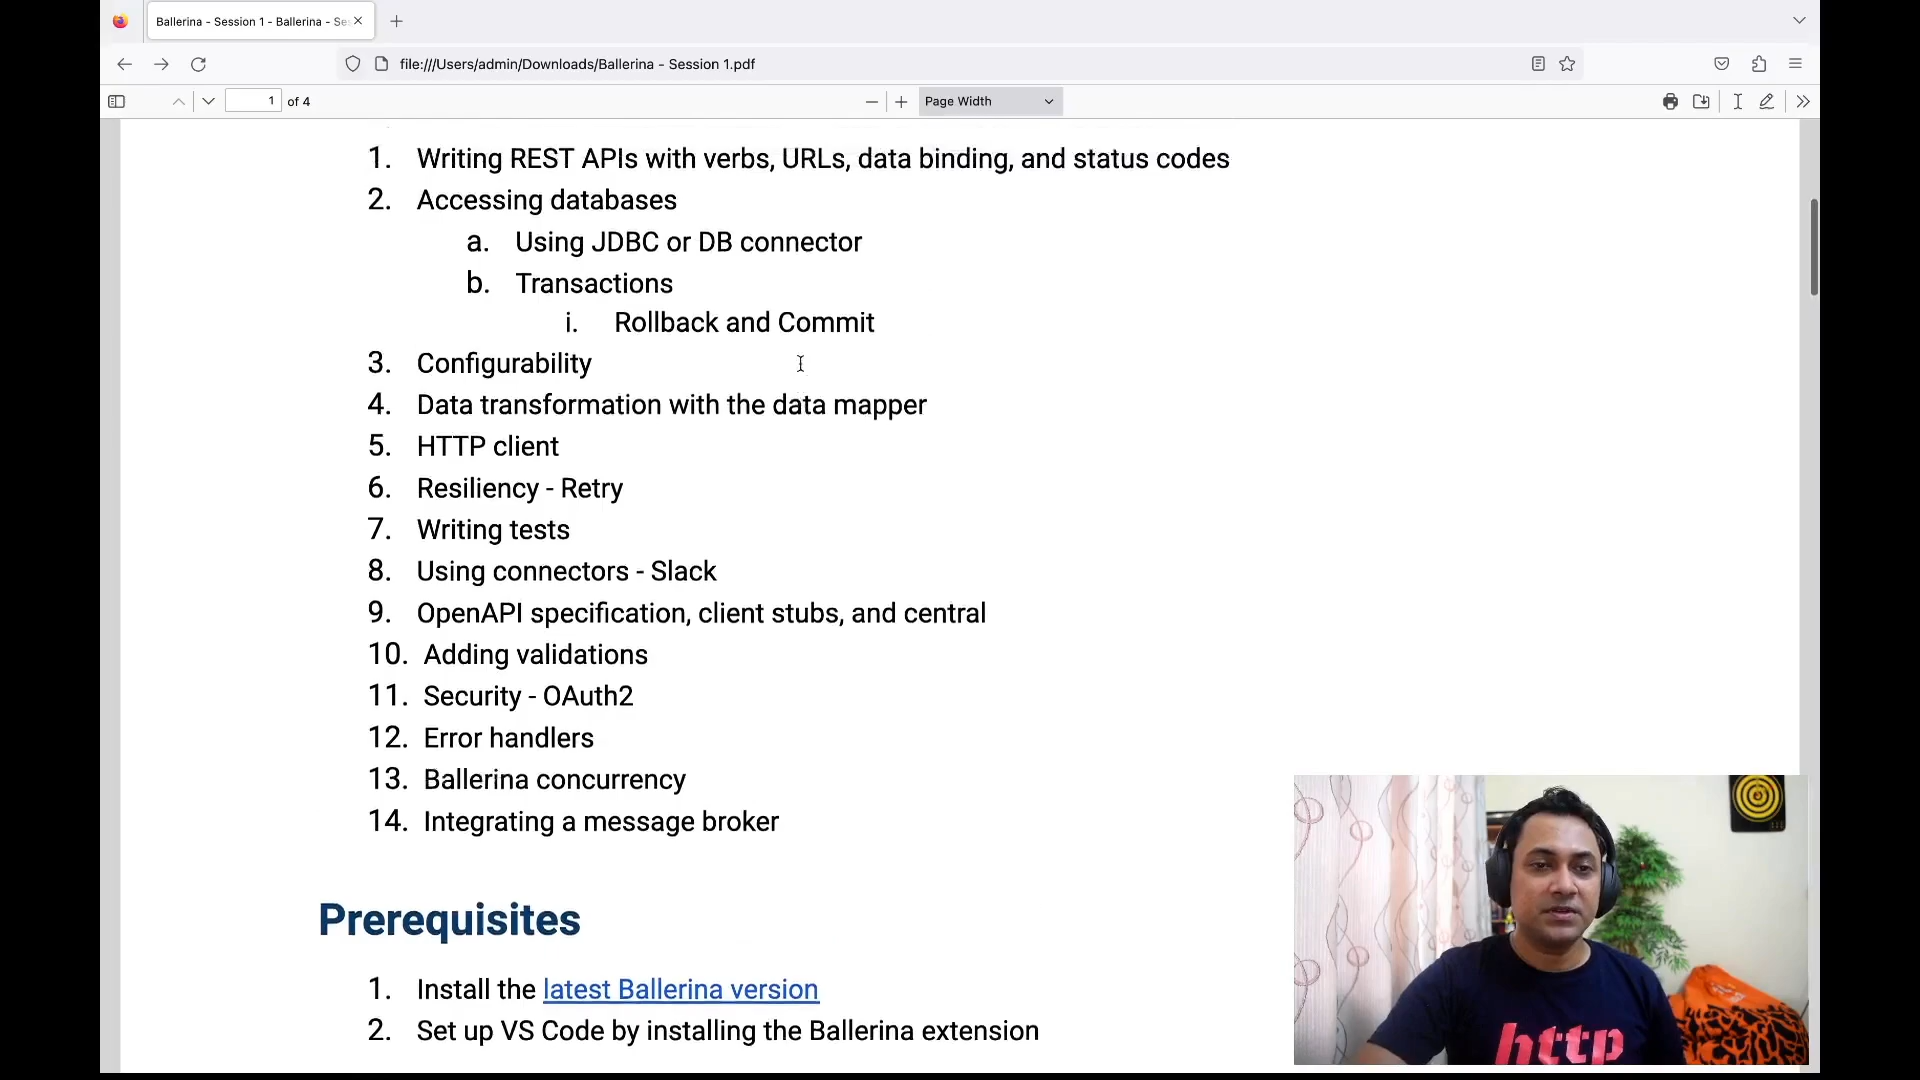 Ballerina - Session 1 - Ballerina - Se
file:///Users/admin/Downloads/Ballerina - Session 1.pdf
1 of 4
Page Width
1. Writing REST APIs with verbs, URLs, data binding, and status codes
2. Accessing databases
a. Using JDBC or DB connector
b. Transactions
i. Rollback and Commit
3. Configurability
4. Data transformation with the data mapper
5. HTTP client
6. Resiliency - Retry
7. Writing tests
8. Using connectors - Slack
9. OpenAPI specification, client stubs, and central
10. Adding validations
11. Security - OAuth2
12. Error handlers
13. Ballerina concurrency
14. Integrating a message broker
Prerequisites
1. Install the latest Ballerina version
2. Set up VS Code by installing the Ballerina extension
http